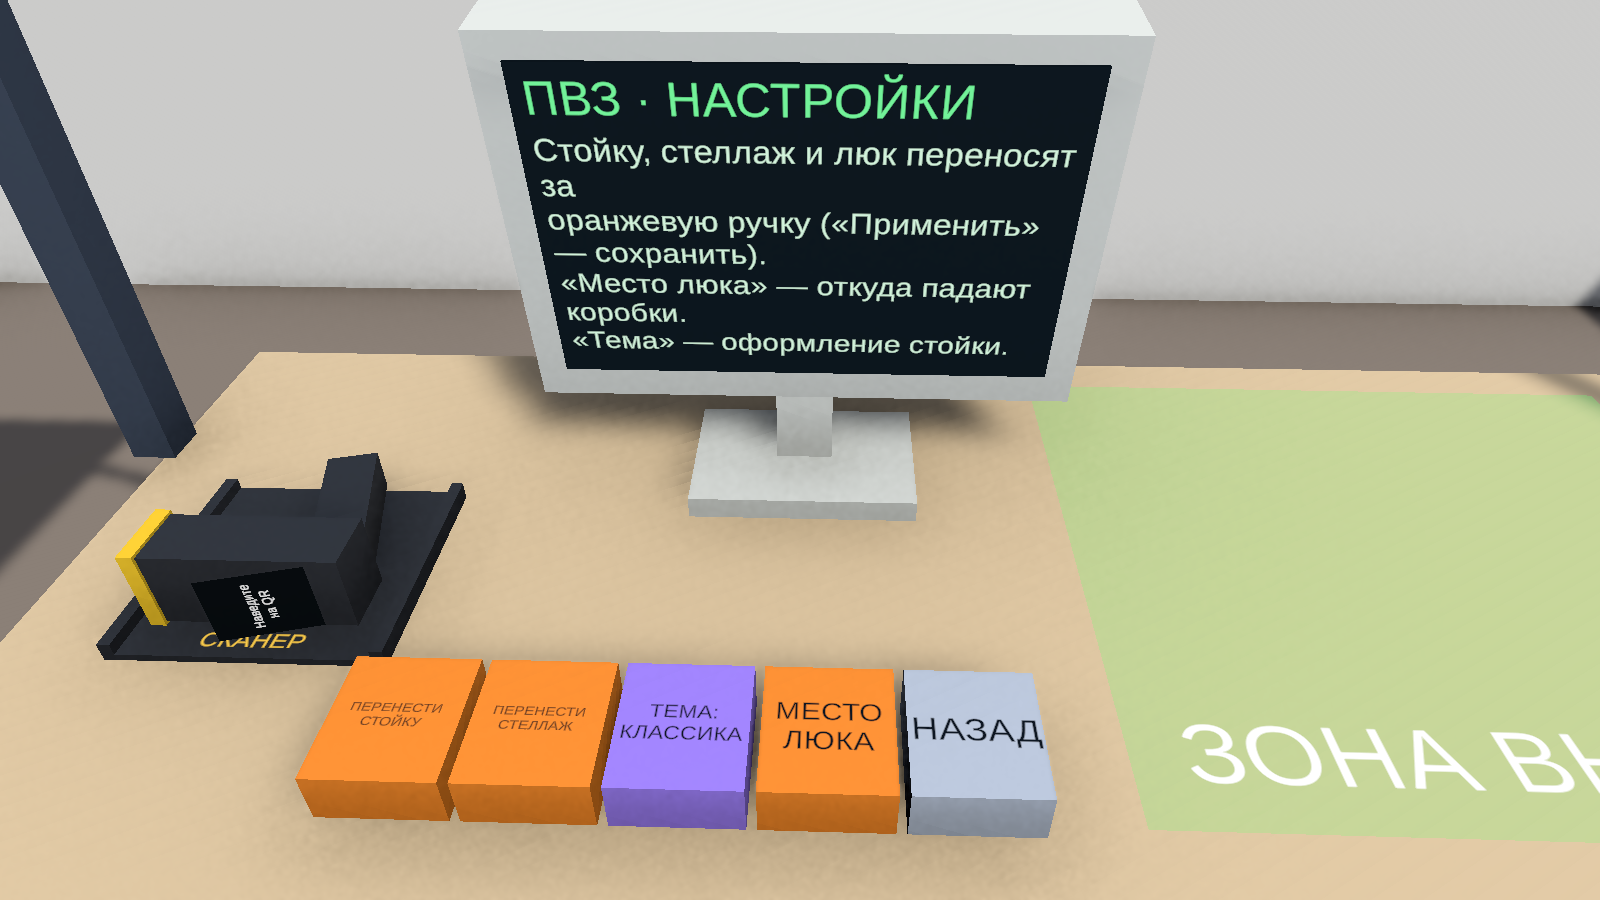 ПВЗ · НАСТРОЙКИ
Стойку, стеллаж и люк переносят
за
оранжевую ручку («Применить»
— сохранить).
«Место люка» — откуда падают
коробки.
«Тема» — оформление стойки.
Наведите
на QR
СКАНЕР
ПЕРЕНЕСТИ
СТОЙКУ
ПЕРЕНЕСТИ
СТЕЛЛАЖ
ТЕМА:
КЛАССИКА
МЕСТО
ЛЮКА
НАЗАД
ЗОНА